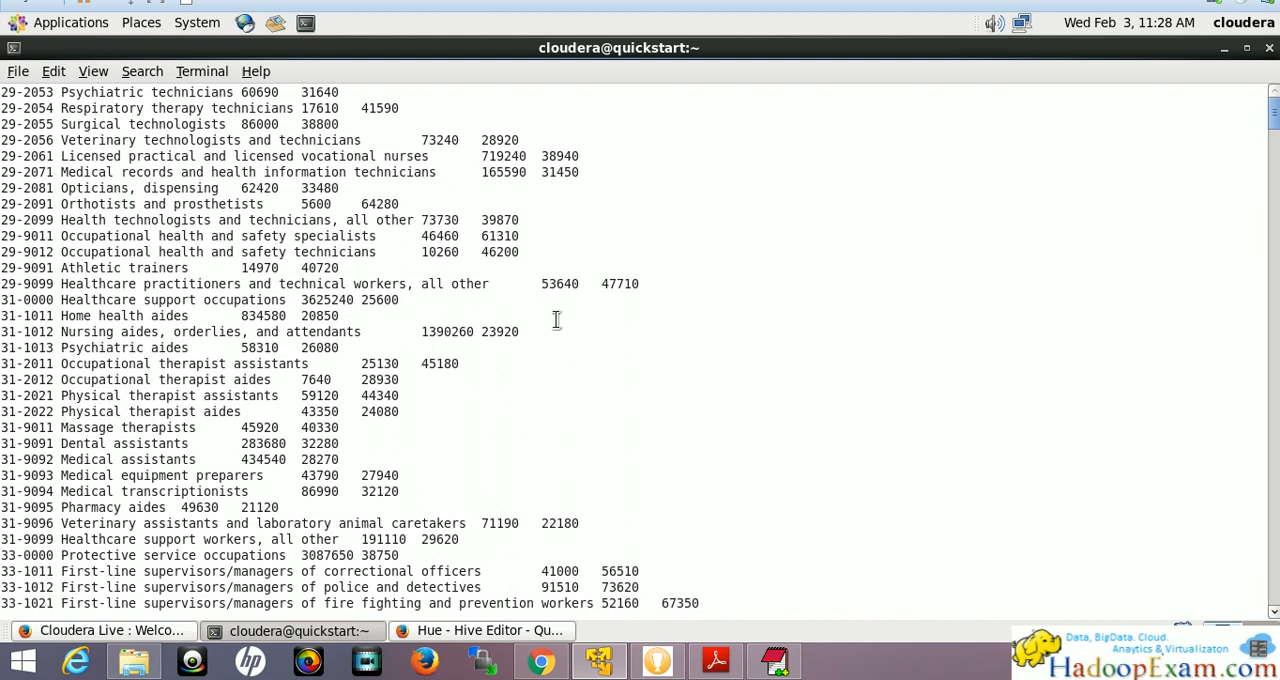 Applications Places System Wed Feb 3, 11:28 AM cloudera
cloudera@quickstart:~
File Edit View Search Terminal Help
29-2053 Psychiatric technicians 60690 31640
29-2054 Respiratory therapy technicians 17610 41590
29-2055 Surgical technologists 86000 38800
29-2056 Veterinary technologists and technicians 73240 28920
29-2061 Licensed practical and licensed vocational nurses 719240 38940
29-2071 Medical records and health information technicians 165590 31450
29-2081 Opticians, dispensing 62420 33480
29-2091 Orthotists and prosthetists 5600 64280
29-2099 Health technologists and technicians, all other 73730 39870
29-9011 Occupational health and safety specialists 46460 61310
29-9012 Occupational health and safety technicians 10260 46200
29-9091 Athletic trainers 14970 40720
29-9099 Healthcare practitioners and technical workers, all other 53640 47710
31-0000 Healthcare support occupations 3625240 25600
31-1011 Home health aides 834580 20850
31-1012 Nursing aides, orderlies, and attendants 1390260 23920
31-1013 Psychiatric aides 58310 26080
31-2011 Occupational therapist assistants 25130 45180
31-2012 Occupational therapist aides 7640 28930
31-2021 Physical therapist assistants 59120 44340
31-2022 Physical therapist aides 43350 24080
31-9011 Massage therapists 45920 40330
31-9091 Dental assistants 283680 32280
31-9092 Medical assistants 434540 28270
31-9093 Medical equipment preparers 43790 27940
31-9094 Medical transcriptionists 86990 32120
31-9095 Pharmacy aides 49630 21120
31-9096 Veterinary assistants and laboratory animal caretakers 71190 22180
31-9099 Healthcare support workers, all other 191110 29620
33-0000 Protective service occupations 3087650 38750
33-1011 First-line supervisors/managers of correctional officers 41000 56510
33-1012 First-line supervisors/managers of police and detectives 91510 73620
33-1021 First-line supervisors/managers of fire fighting and prevention workers 52160 67350
Cloudera Live : Welco... cloudera@quickstart:~ Hue - Hive Editor - Qu...
hp
Data, BigData. Cloud.
Anaytics & Virtualizaton
HadoopExam.com